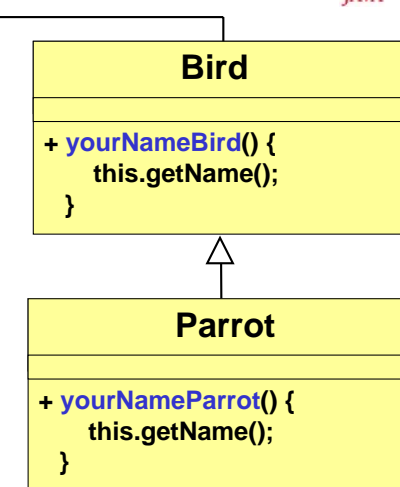 Bird
+ yourNameBird() {
this.getName();
}
Parrot
+ yourNameParrot() {
this.getName();
}